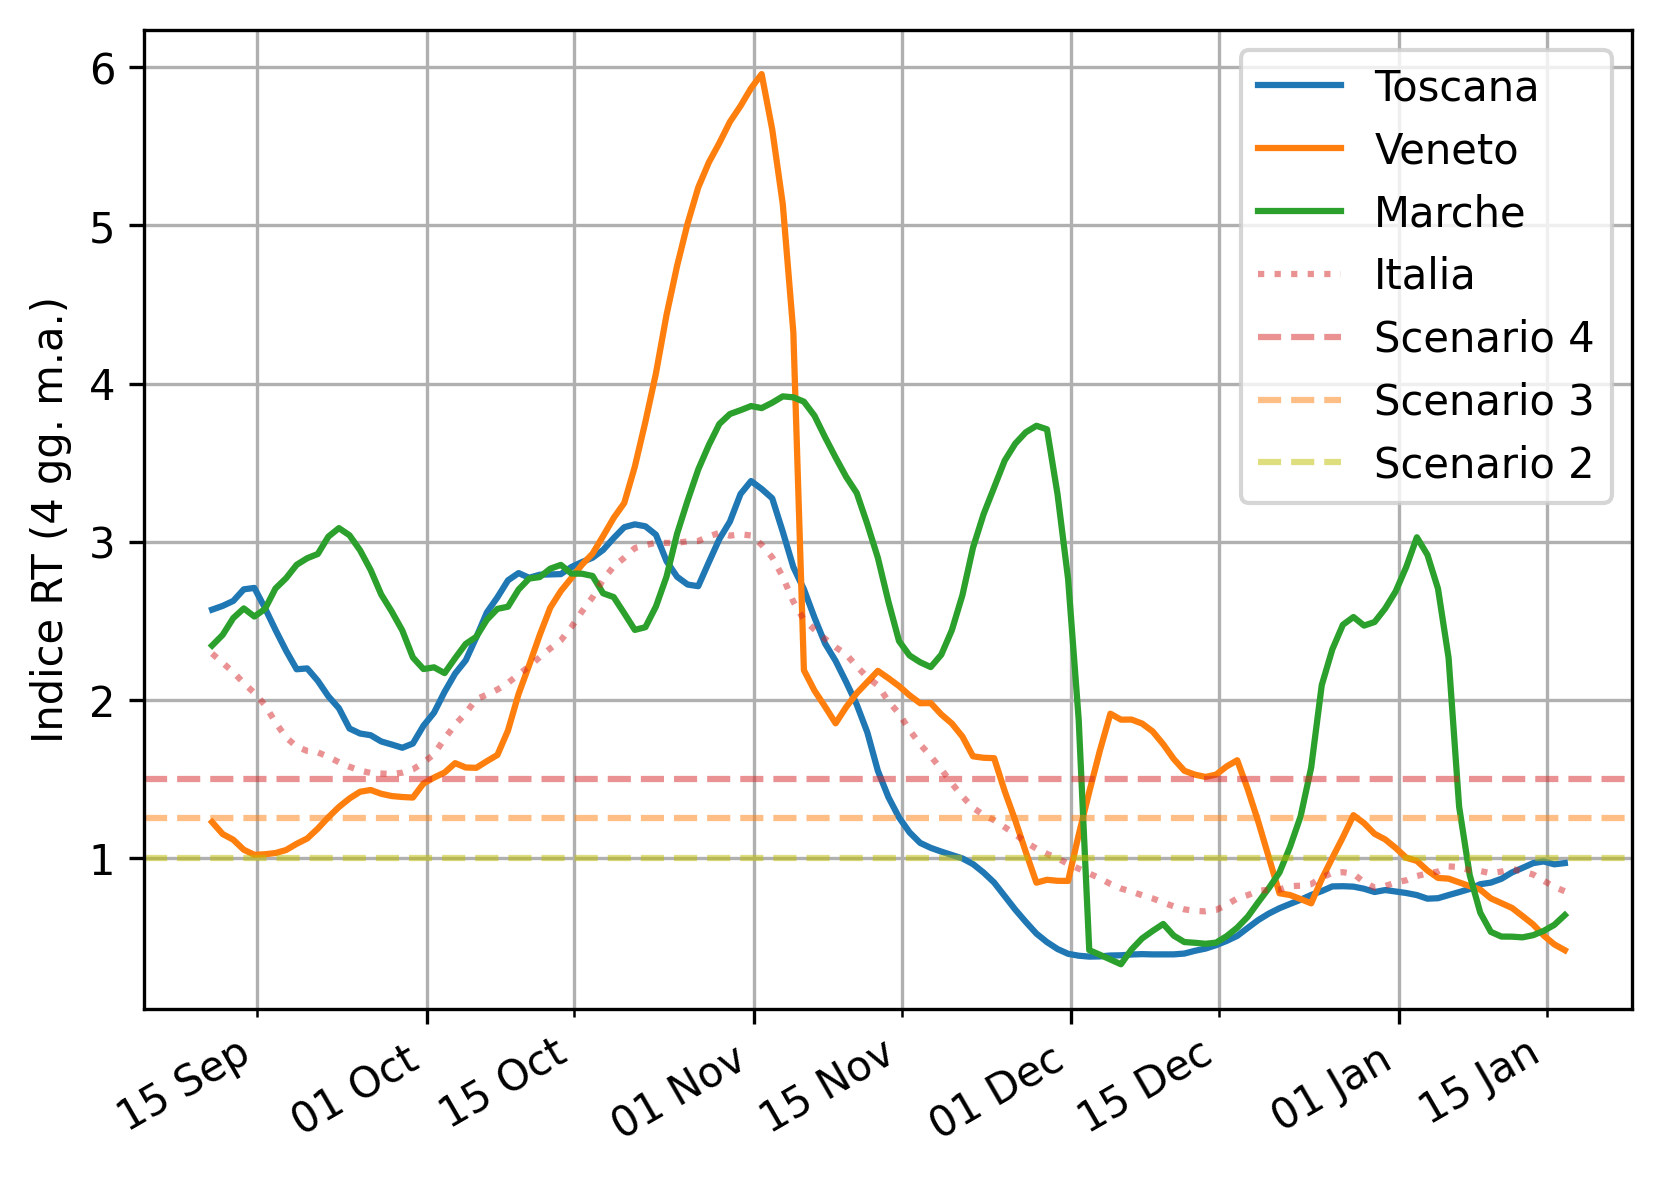 Indice RT (4 gg. m.a.)
6
5
4
3
2
1
Toscana
Veneto
Marche
Italia
Scenario 4
Scenario 3
Scenario 2
15 Sep
01 Oct
15 Oct
01 Nov
15 Nov
01 Dec
15 Dec
01 Jan
15 Jan